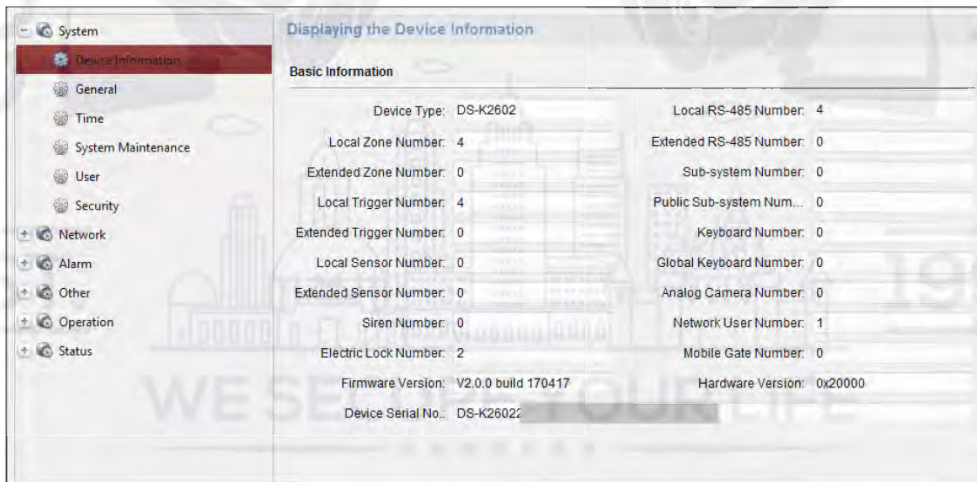 System
Device Information
General
Time
System Maintenance
User
Security
Network
Alarm
Other
Operation
Status
Displaying the Device Information
Basic Information
Device Type: DS-K2602
Local RS-485 Number: 4
Local Zone Number: 4
Extended RS-485 Number: 0
Extended Zone Number: 0
Sub-system Number: 0
Local Trigger Number: 4
Public Sub-system Num... 0
Extended Trigger Number: 0
Keyboard Number: 0
Local Sensor Number: 0
Global Keyboard Number: 0
Extended Sensor Number: 0
Analog Camera Number: 0
Siren Number: 0
Network User Number: 1
Electric Lock Number: 2
Mobile Gate Number: 0
Firmware Version: V2.0.0 build 170417
Hardware Version: 0x20000
Device Serial No.: DS-K26022
WE SECURE YOUR LIFE